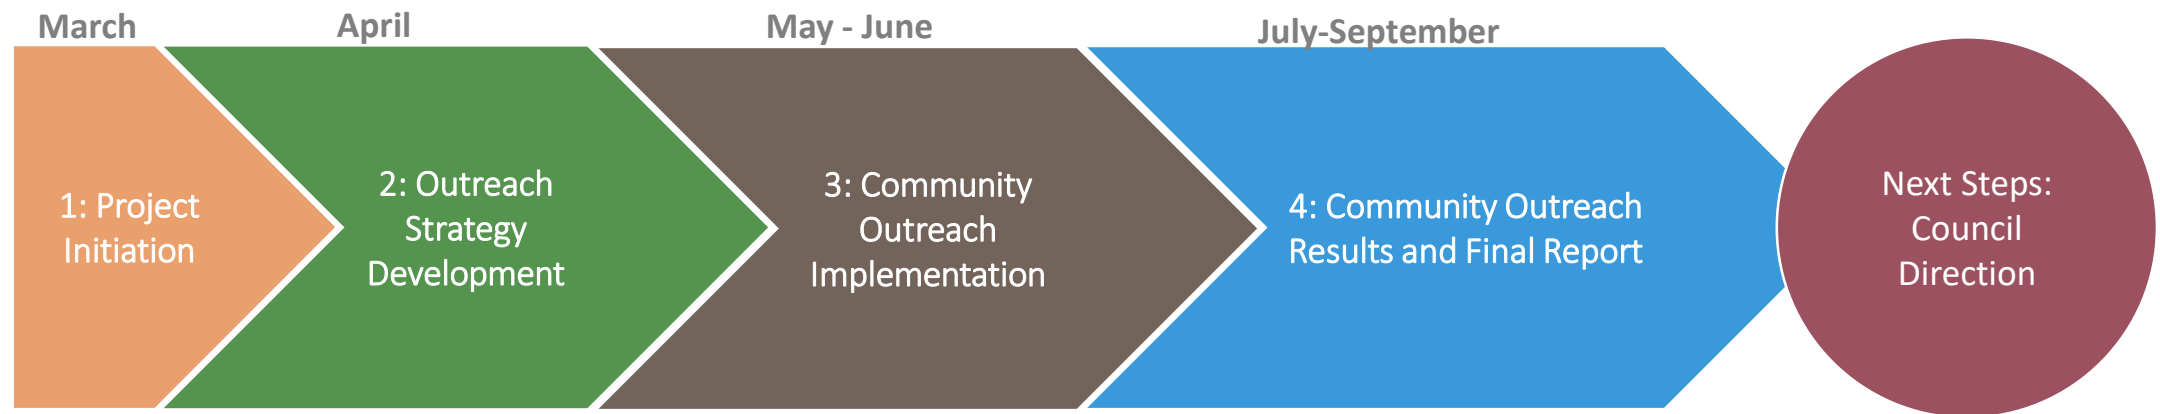 March
April
May - June
July-September
1: Project
Initiation
2: Outreach
Strategy
Development
3: Community
Outreach
Implementation
4: Community Outreach
Results and Final Report
Next Steps:
Council
Direction